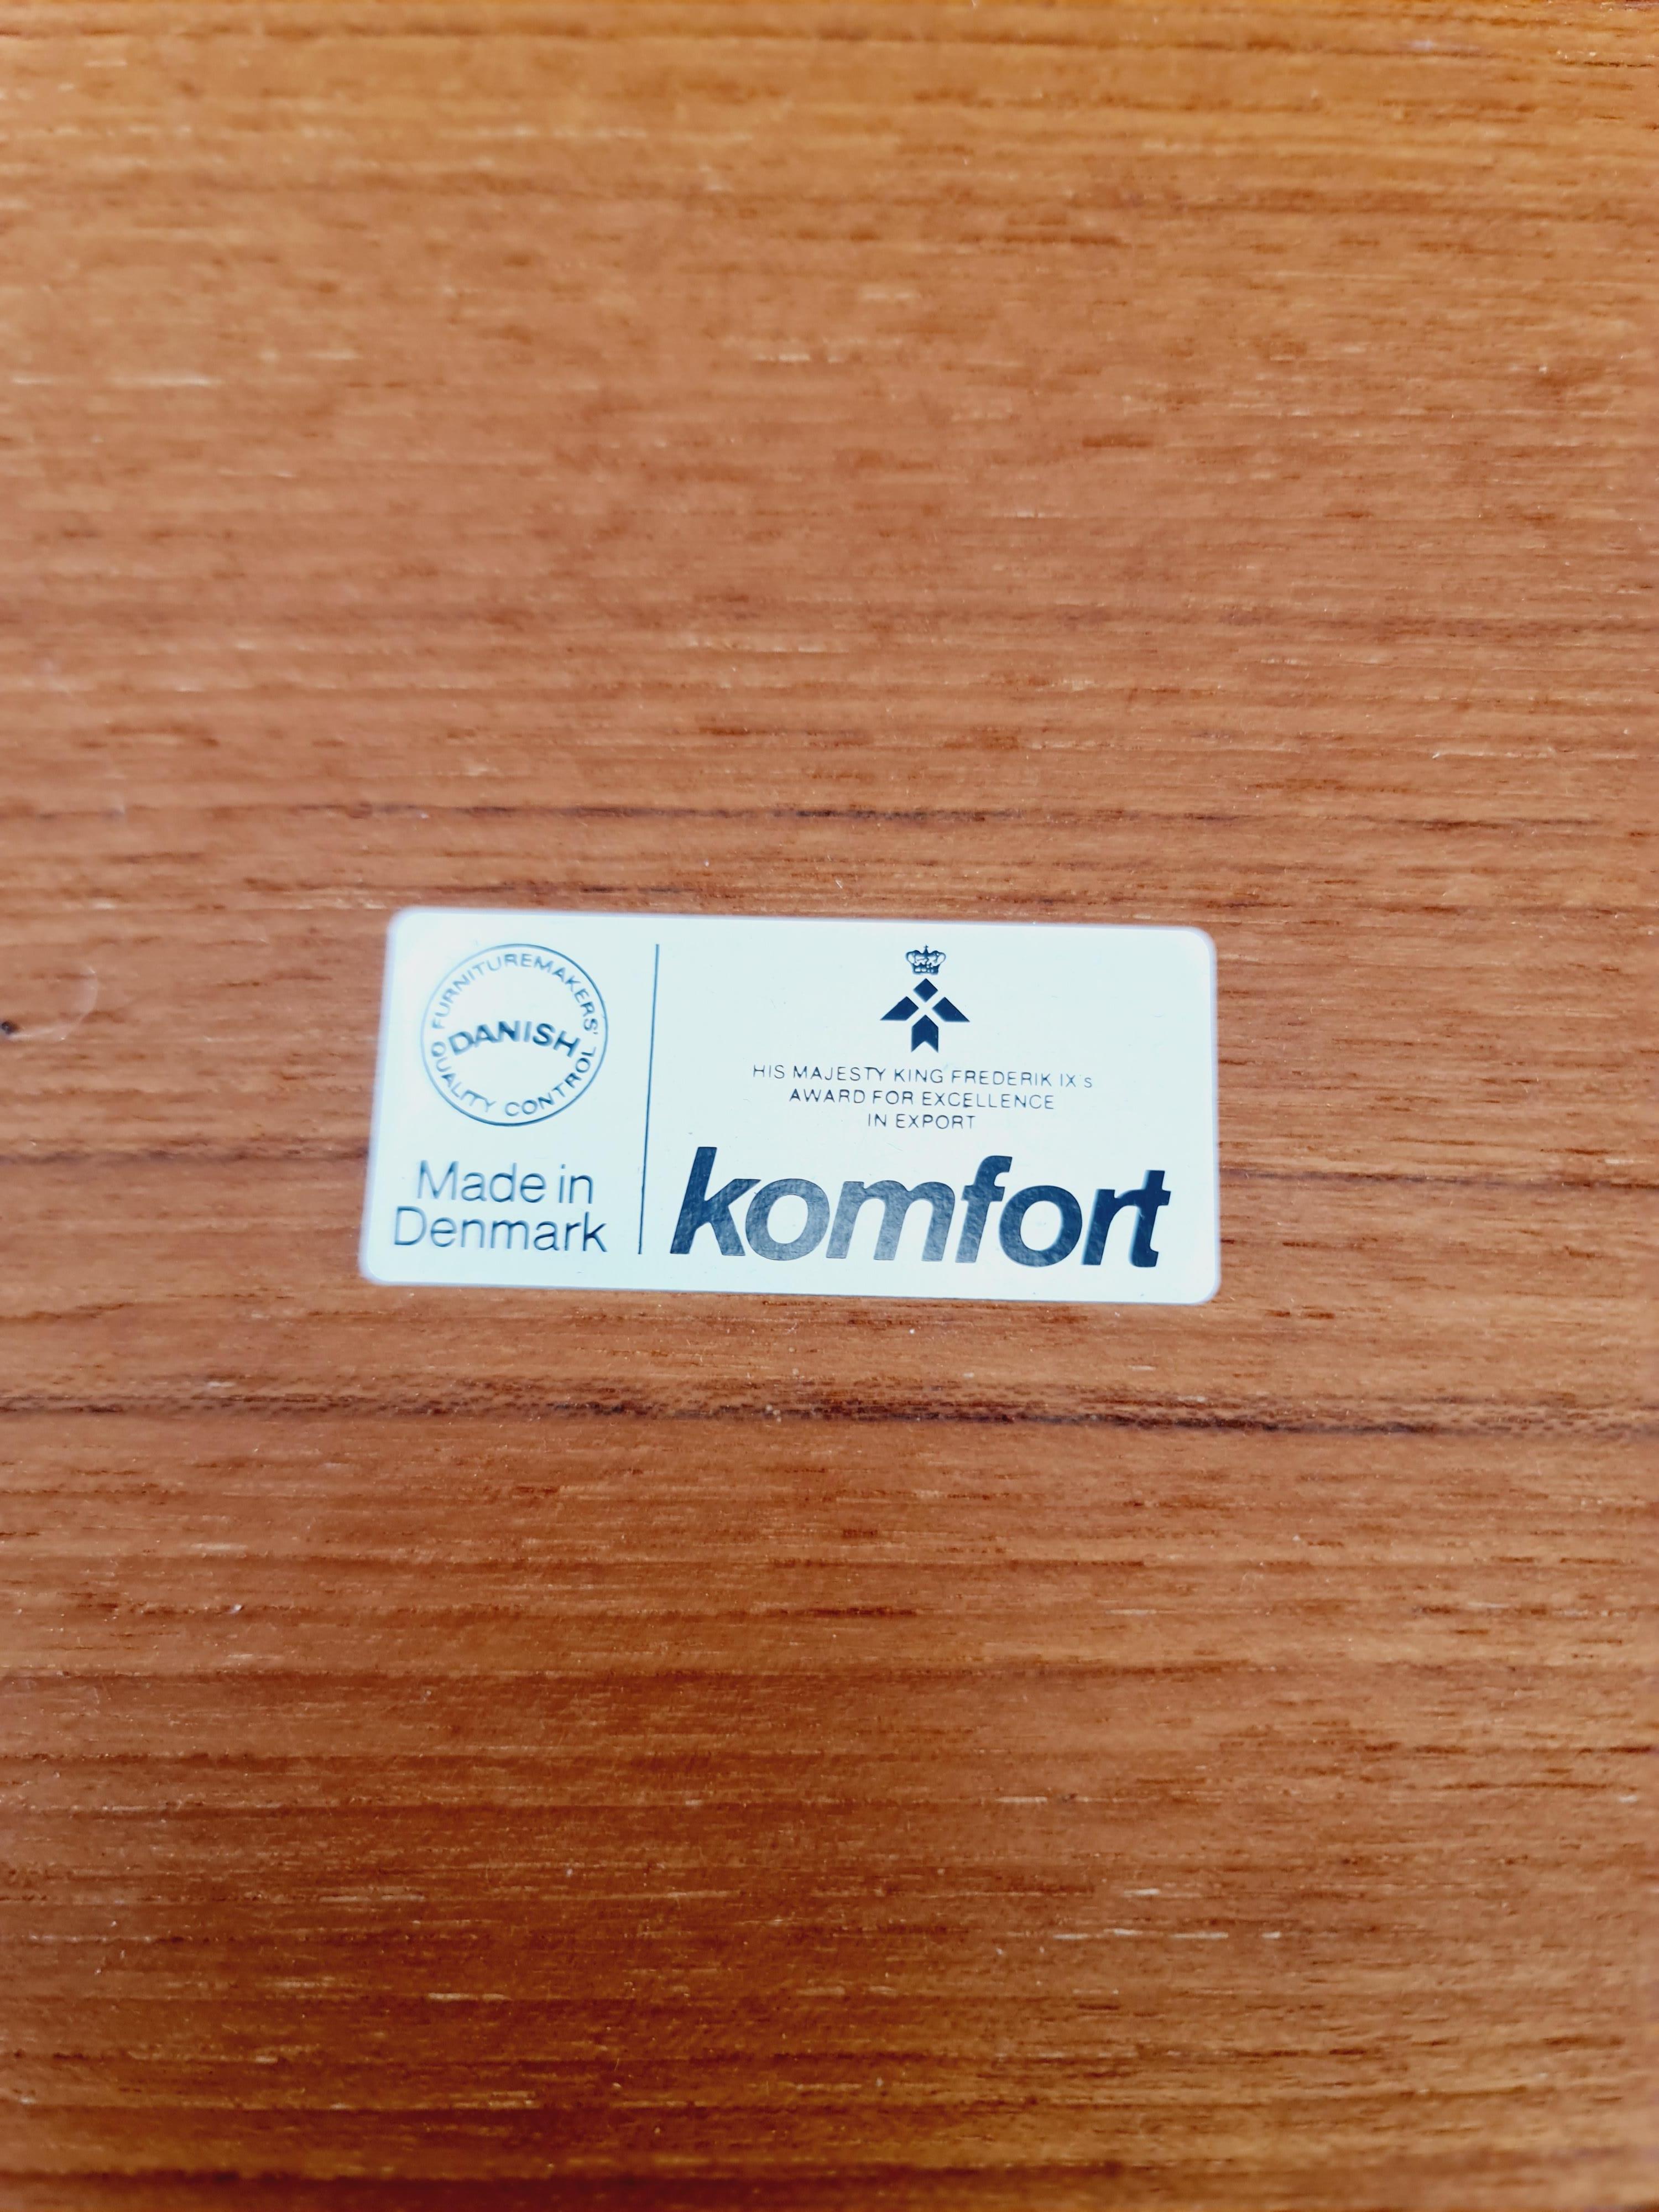 FURNITUREMAKERS'
DANISH
QUALITY CONTROL
Made in
Denmark
HIS MAJESTY KING FREDERIK IX's
AWARD FOR EXCELLENCE
IN EXPORT
komfort